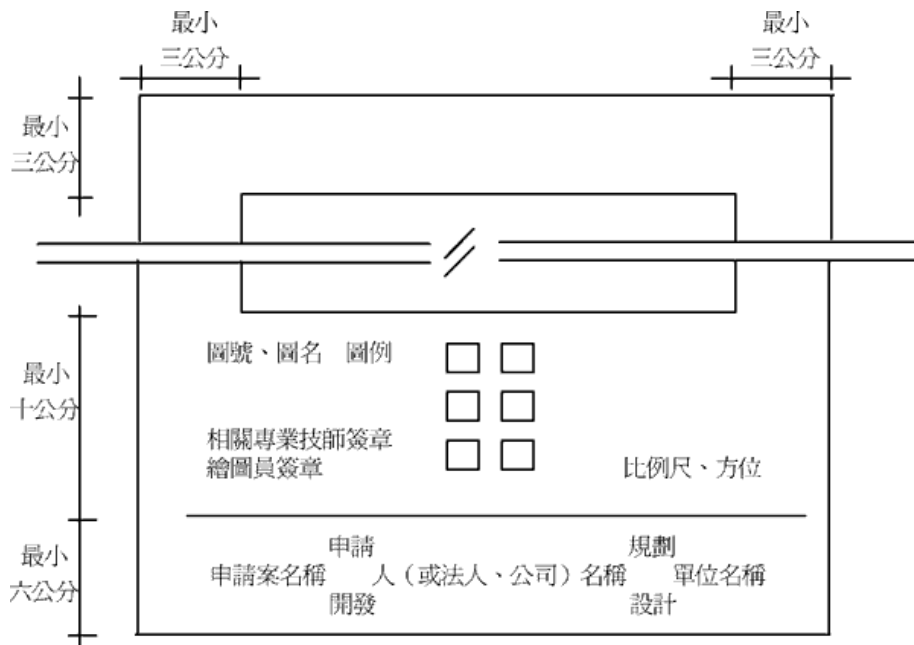 最小
三公分
最小
三公分
最小
三公分
圖號、圖名　圖例
最小
十公分
相關專業技師簽章
繪圖員簽章
比例尺、方位
最小
六公分
申請　規劃
申請案名稱　人（或法人、公司）名稱　單位名稱
開發　設計